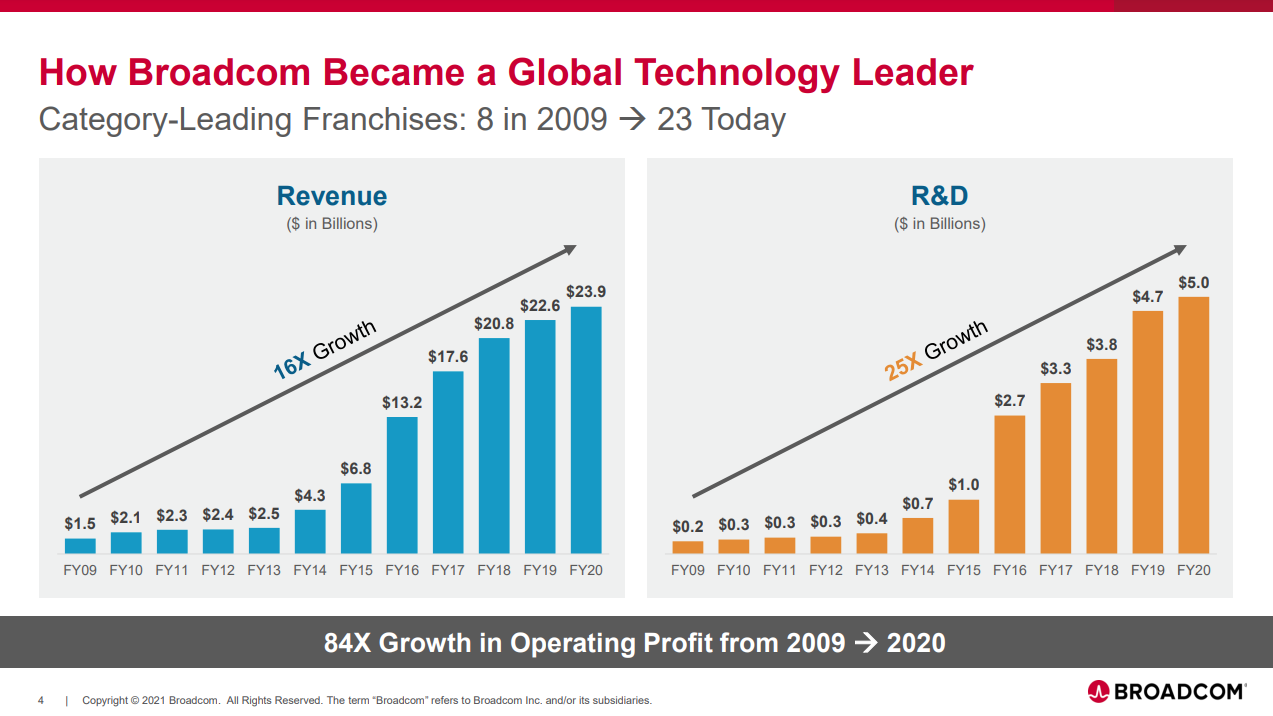 How Broadcom Became a Global Technology Leader
Category-Leading Franchises: 8 in 2009 → 23 Today
Revenue
($ in Billions)
16X Growth
$1.5 $2.1 $2.3 $2.4 $2.5 $4.3 $6.8 $13.2 $17.6 $20.8 $22.6 $23.9
FY09 FY10 FY11 FY12 FY13 FY14 FY15 FY16 FY17 FY18 FY19 FY20
R&D
($ in Billions)
25X Growth
$0.2 $0.3 $0.3 $0.3 $0.4 $0.7 $1.0 $2.7 $3.3 $3.8 $4.7 $5.0
FY09 FY10 FY11 FY12 FY13 FY14 FY15 FY16 FY17 FY18 FY19 FY20
84X Growth in Operating Profit from 2009 → 2020
4 | Copyright © 2021 Broadcom. All Rights Reserved. The term “Broadcom” refers to Broadcom Inc. and/or its subsidiaries.
BROADCOM